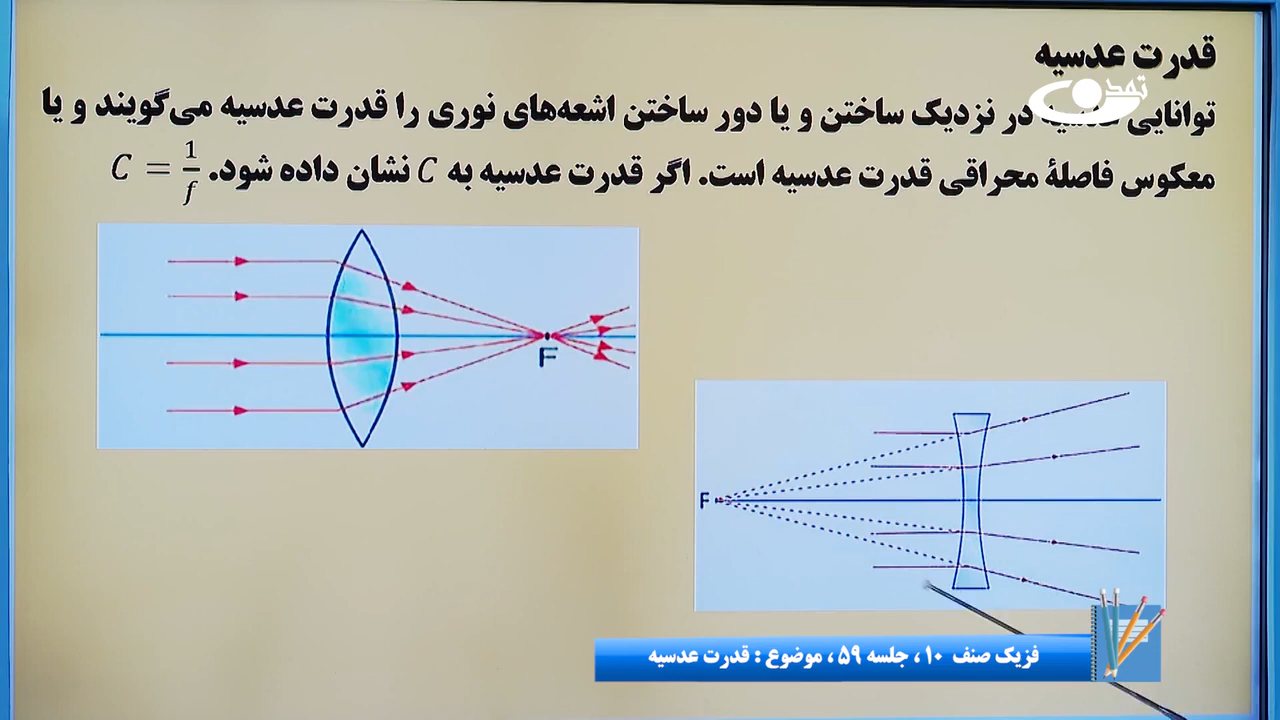 قدرت عدسیه
تمدن
توانایی عدسیه در نزدیک ساختن و یا دور ساختن اشعه‌های نوری را قدرت عدسیه می‌گویند و یا
معکوس فاصلهٔ محراقی قدرت عدسیه است. اگر قدرت عدسیه به C نشان داده شود. C = 1/f
F
F
فزیک صنف ۱۰، جلسه ۵۹، موضوع : قدرت عدسیه